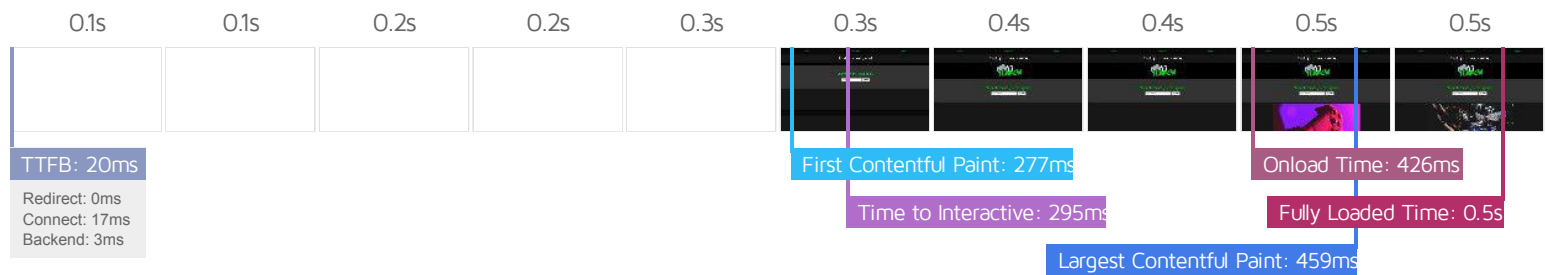 0.1s 0.1s 0.2s 0.2s 0.3s 0.3s 0.4s 0.4s 0.5s 0.5s
TTFB: 20ms
Redirect: 0ms
Connect: 17ms
Backend: 3ms
First Contentful Paint: 277ms
Onload Time: 426ms
Time to Interactive: 295ms
Fully Loaded Time: 0.5s
Largest Contentful Paint: 459ms